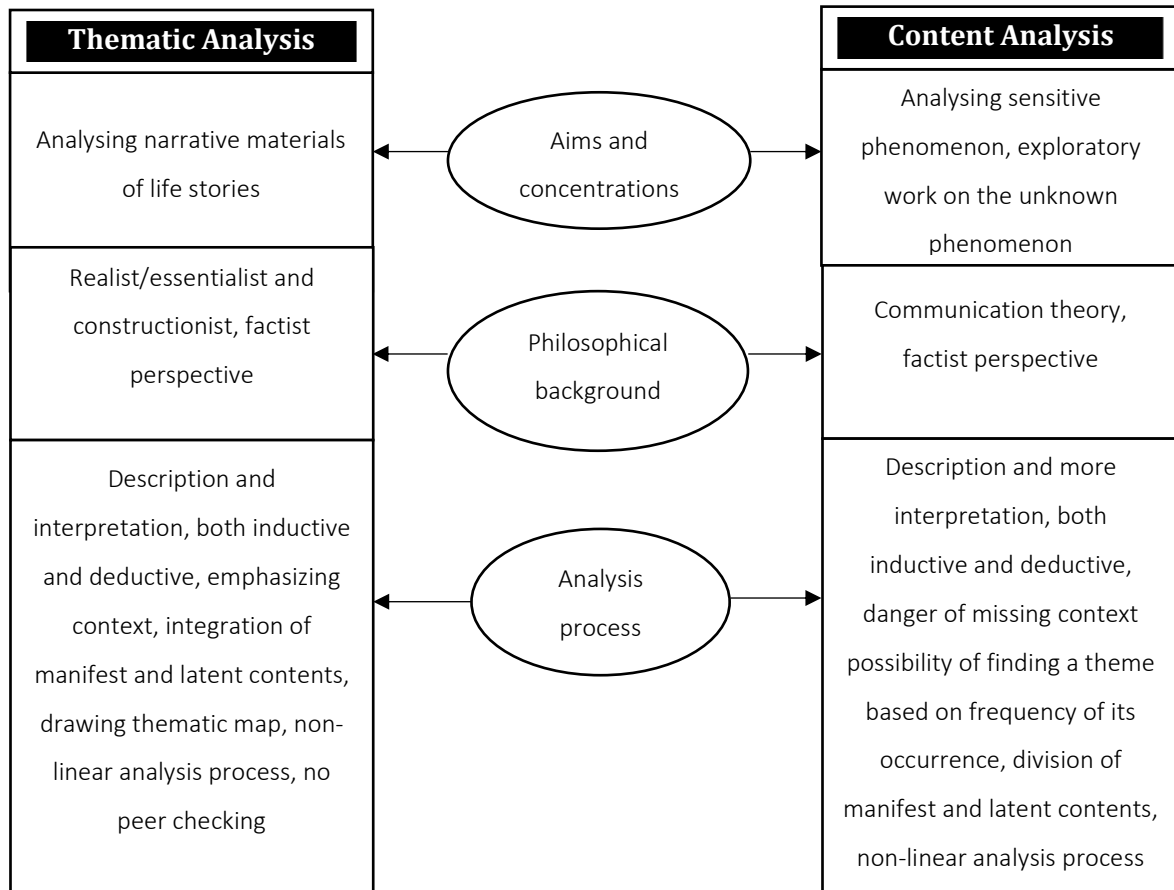 Thematic Analysis
Content Analysis
Analysing narrative materials
of life stories
Aims and
concentrations
Analysing sensitive
phenomenon, exploratory
work on the unknown
phenomenon
Realist/essentialist and
constructionist, factist
perspective
Philosophical
background
Communication theory,
factist perspective
Description and
interpretation, both inductive
and deductive, emphasizing
context, integration of
manifest and latent contents,
drawing thematic map, non-
linear analysis process, no
peer checking
Analysis
process
Description and more
interpretation, both
inductive and deductive,
danger of missing context
possibility of finding a theme
based on frequency of its
occurrence, division of
manifest and latent contents,
non-linear analysis process